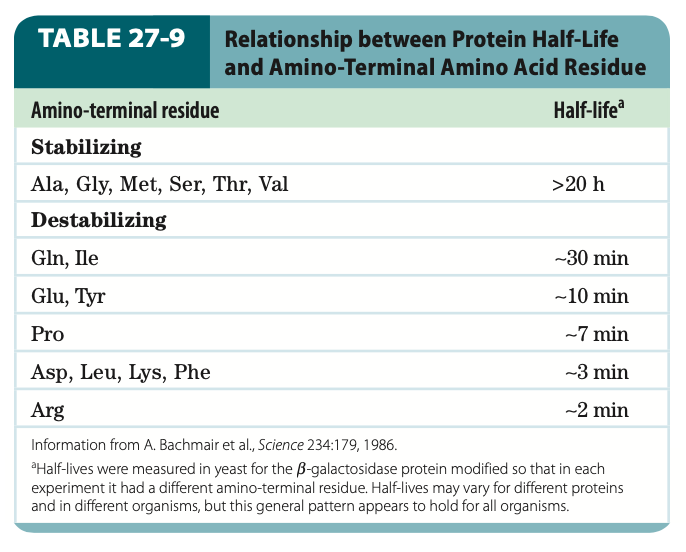 TABLE 27-9
Relationship between Protein Half-Life
and Amino-Terminal Amino Acid Residue
Amino-terminal residue Half-lifeᵃ
Stabilizing
Ala, Gly, Met, Ser, Thr, Val >20 h
Destabilizing
Gln, Ile ~30 min
Glu, Tyr ~10 min
Pro ~7 min
Asp, Leu, Lys, Phe ~3 min
Arg ~2 min
Information from A. Bachmair et al., Science 234:179, 1986.
ᵃHalf-lives were measured in yeast for the β-galactosidase protein modified so that in each
experiment it had a different amino-terminal residue. Half-lives may vary for different proteins
and in different organisms, but this general pattern appears to hold for all organisms.